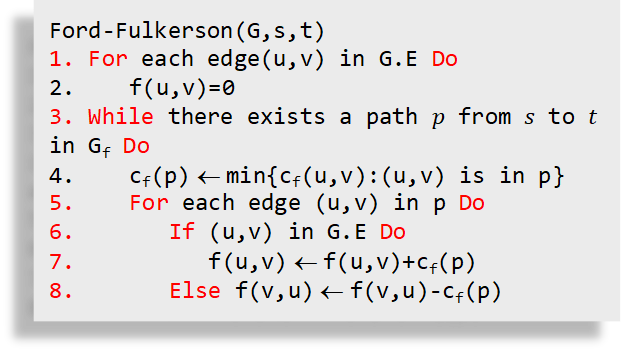 Ford-Fulkerson(G,s,t)
1. For each edge(u,v) in G.E Do
2.    f(u,v)=0
3. While there exists a path p from s to t
in Gf Do
4.    cf(p) ← min{cf(u,v):(u,v) is in p}
5.    For each edge (u,v) in p Do
6.       If (u,v) in G.E Do
7.          f(u,v) ← f(u,v)+cf(p)
8.       Else f(v,u) ← f(v,u)-cf(p)